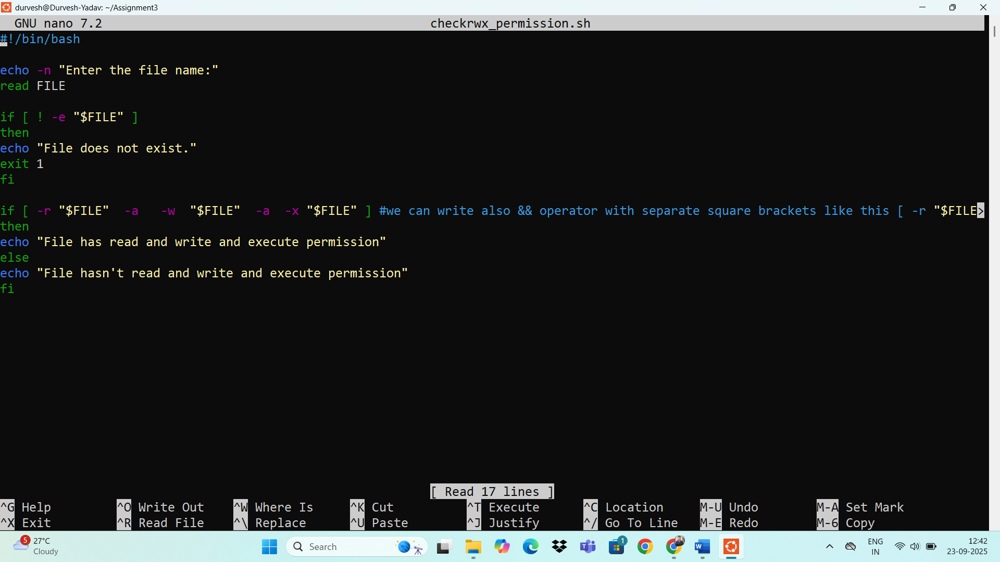 durvesh@Durvesh-Yadav: ~/Assignment3
GNU nano 7.2 checkrwx_permission.sh
#!/bin/bash
echo -n "Enter the file name:"
read FILE
if [ ! -e "$FILE" ]
then
echo "File does not exist."
exit 1
fi
if [ -r "$FILE"  -a   -w  "$FILE"  -a  -x "$FILE" ] #we can write also && operator with separate square brackets like this [ -r "$FILE>
then
echo "File has read and write and execute permission"
else
echo "File hasn't read and write and execute permission"
fi
[ Read 17 lines ]
^G Help ^O Write Out ^W Where Is ^K Cut ^T Execute ^C Location M-U Undo M-A Set Mark
^X Exit ^R Read File ^\ Replace ^U Paste ^J Justify ^/ Go To Line M-E Redo M-6 Copy
5 27°C
Cloudy
Search
1
ENG
IN
12:42
23-09-2025